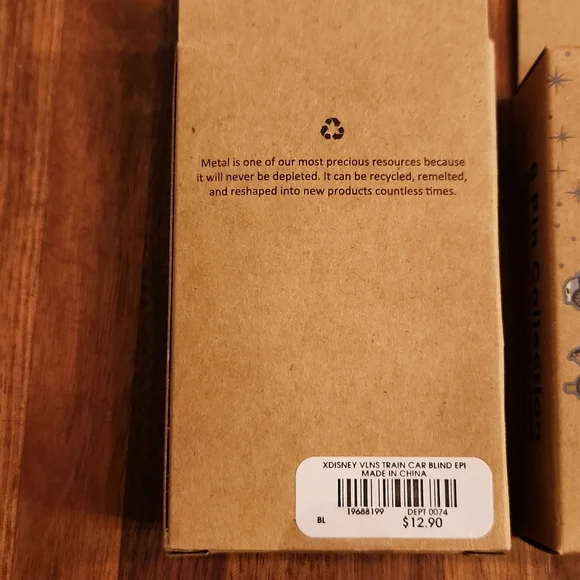 Metal is one of our most precious resources because
it will never be depleted. It can be recycled, remelted,
and reshaped into new products countless times.
XDISNEY VLNS TRAIN CAR BLIND EPI
MADE IN CHINA
19688199 DEPT 0074
BL $12.90
Pin Collection